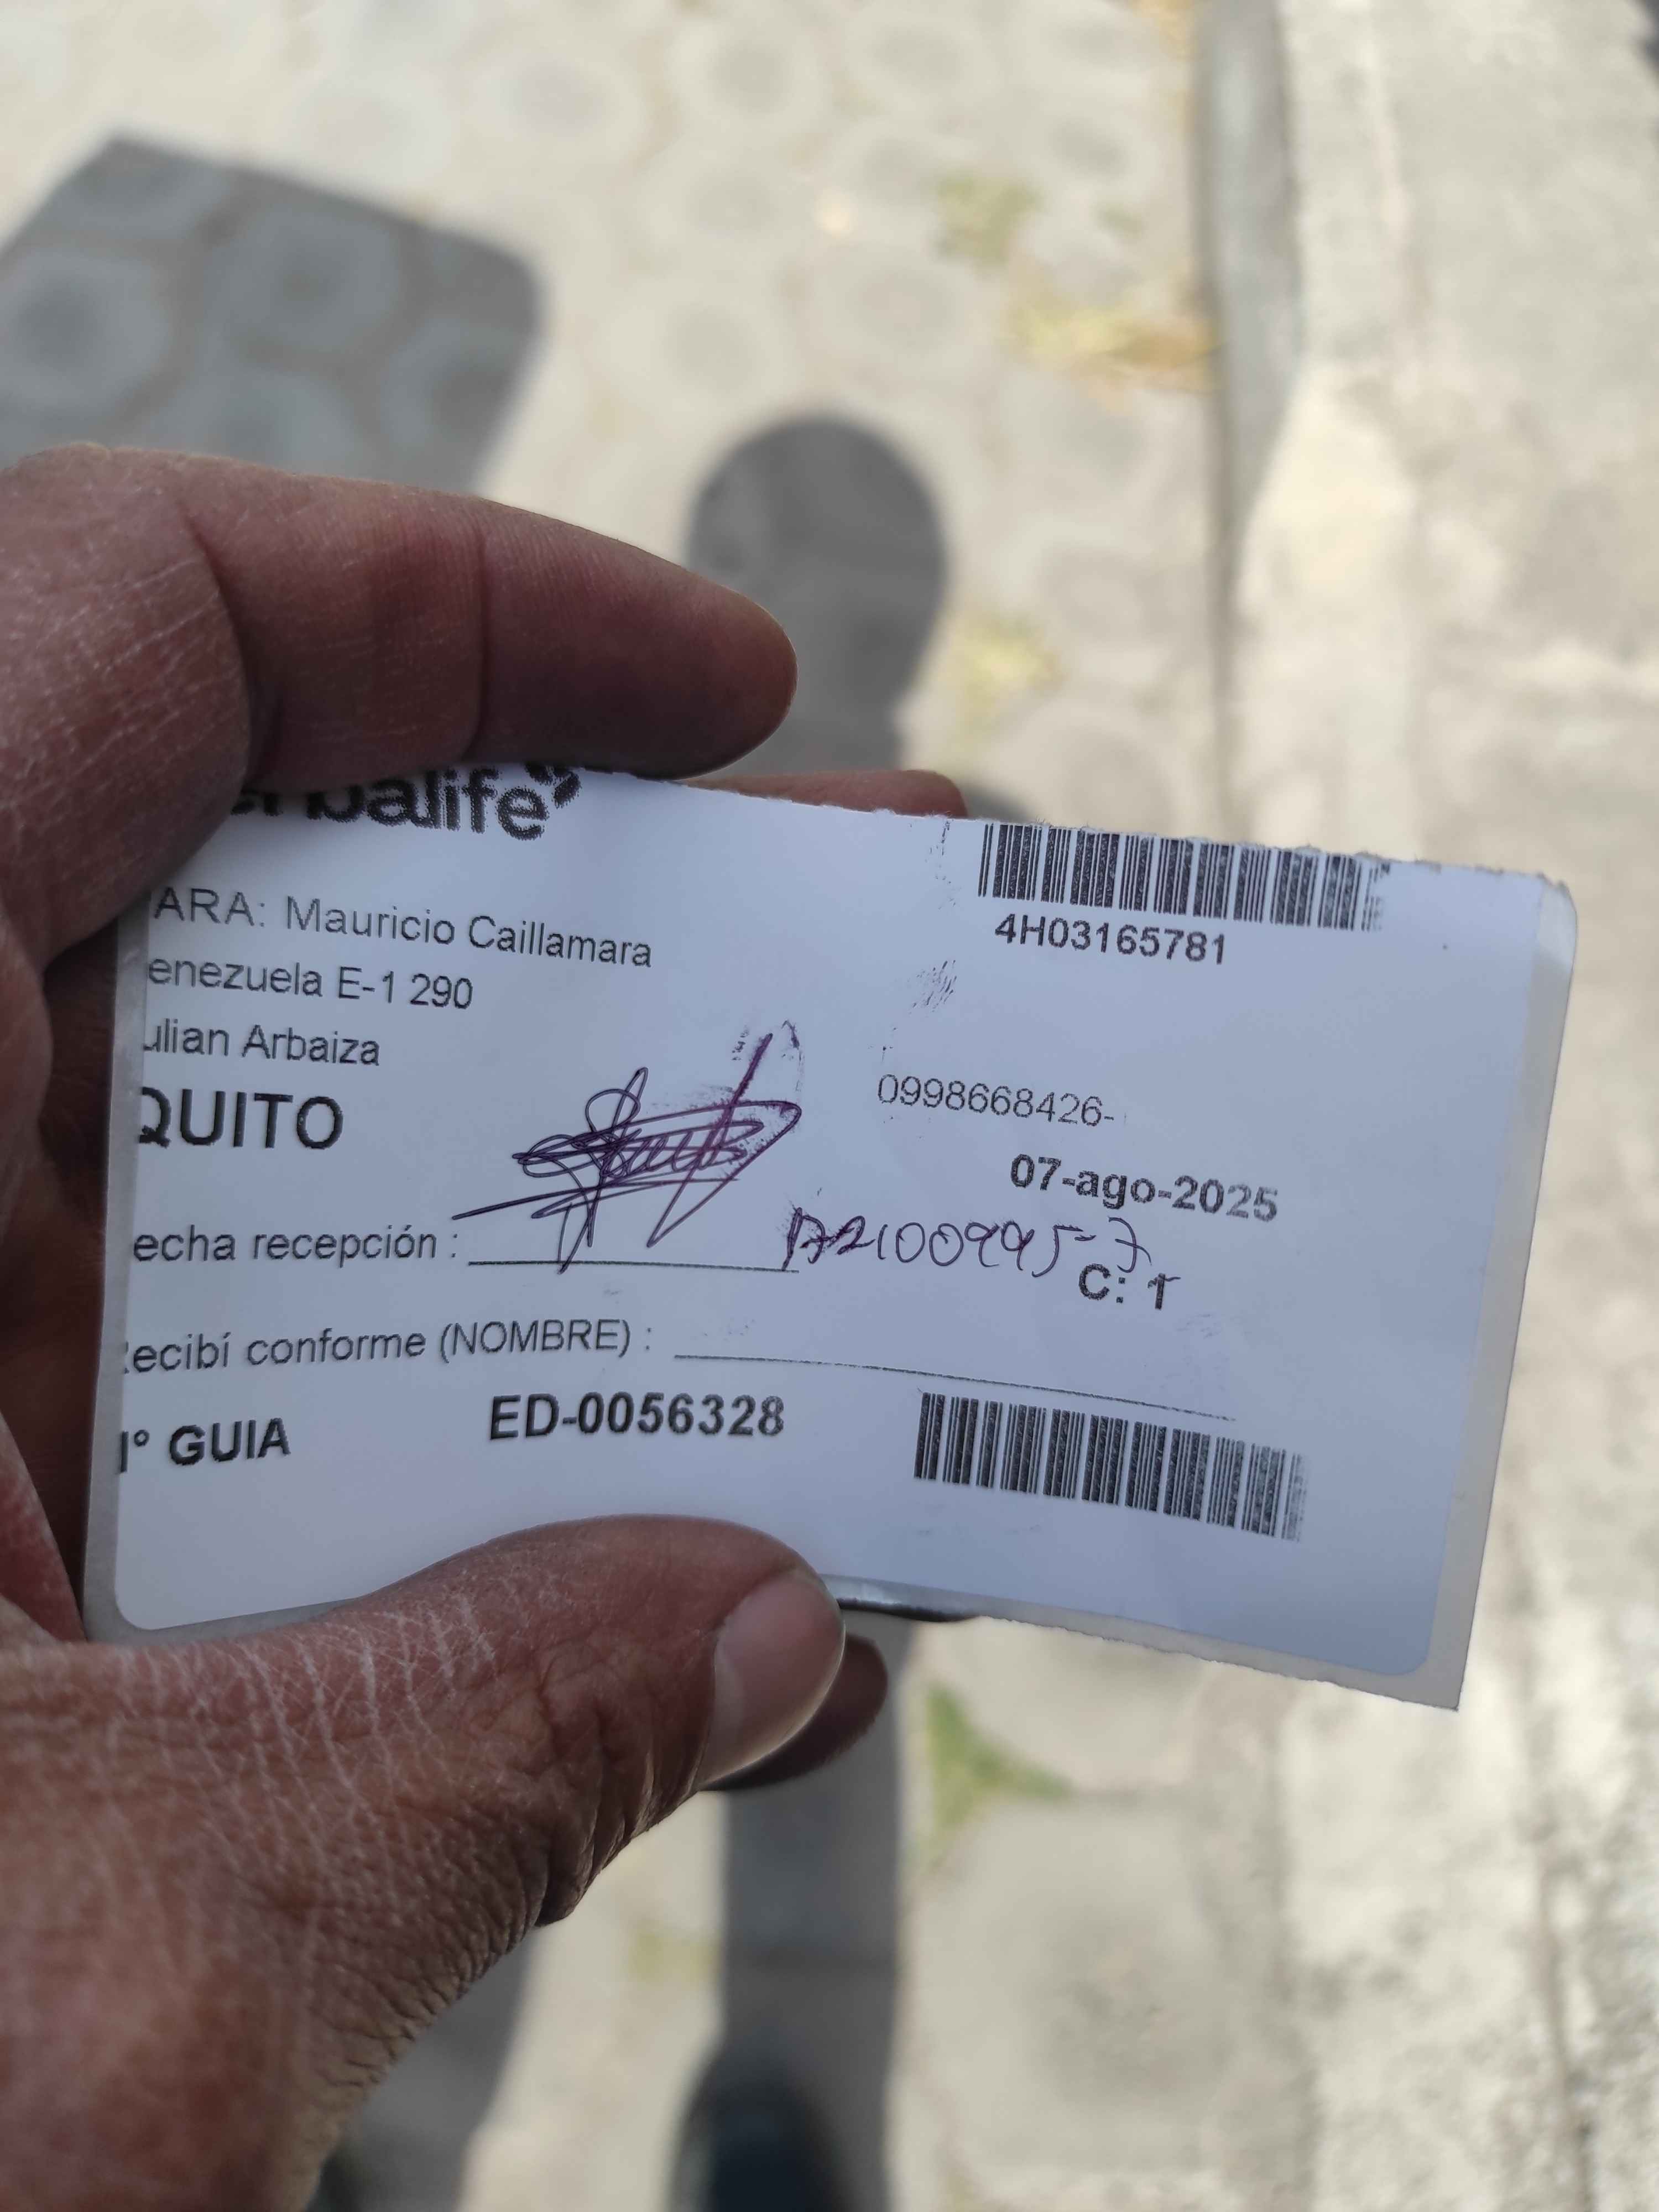 erbalife
ARA: Mauricio Caillamara
4H03165781
enezuela E-1 290
ulian Arbaiza
0998668426-
QUITO
07-ago-2025
echa recepción :
C: 1
ecibí conforme (NOMBRE) :
° GUIA ED-0056328